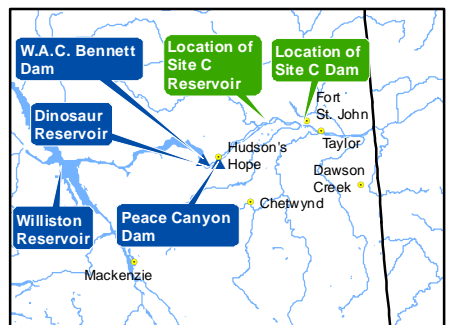 W.A.C. Bennett
Dam
Location of
Site C
Reservoir
Location of
Site C Dam
Dinosaur
Reservoir
Fort
St. John
Taylor
Hudson's
Hope
Dawson
Creek
Williston
Reservoir
Peace Canyon
Dam
Chetwynd
Mackenzie